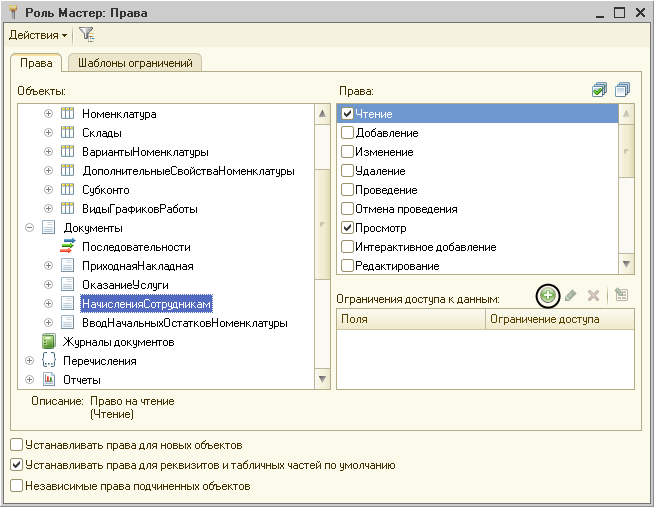 Роль Мастер: Права
Действия
Права
Шаблоны ограничений
Объекты:
Номенклатура
Склады
ВариантыНоменклатуры
ДополнительныеСвойстваНоменклатуры
Субконто
ВидыГрафиковРаботы
Документы
Последовательности
ПриходнаяНакладная
ОказаниеУслуги
НачисленияСотрудникам
ВводНачальныхОстатковНоменклатуры
Журналы документов
Перечисления
Отчеты
Права:
Чтение
Добавление
Изменение
Удаление
Проведение
Отмена проведения
Просмотр
Интерактивное добавление
Редактирование
Ограничения доступа к данным:
Поля
Ограничение доступа
Описание: Право на чтение
(Чтение)
Устанавливать права для новых объектов
Устанавливать права для реквизитов и табличных частей по умолчанию
Независимые права подчиненных объектов